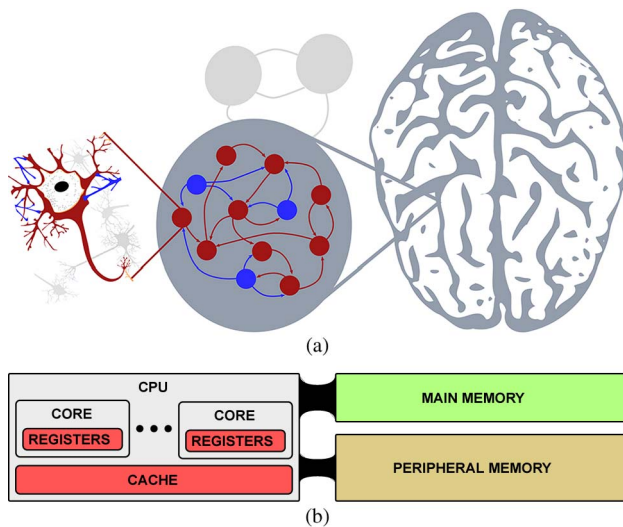 (a)
CPU
MAIN MEMORY
CORE
CORE
REGISTERS
REGISTERS
CACHE
PERIPHERAL MEMORY
(b)